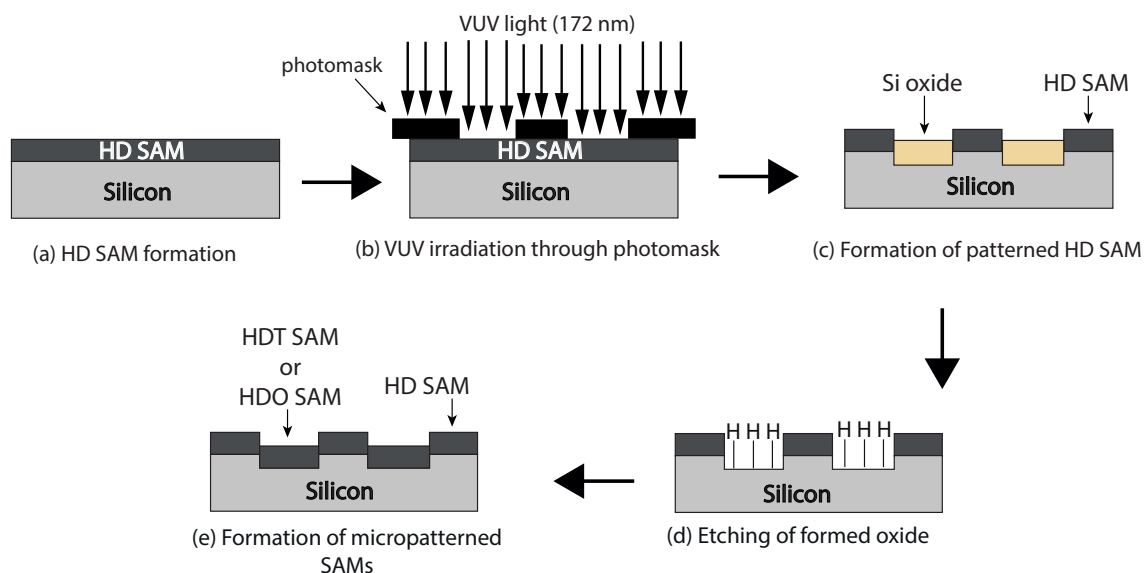 VUV light (172 nm)
photomask
HD SAM
Silicon
(a) HD SAM formation
HD SAM
Silicon
(b) VUV irradiation through photomask
Si oxide
HD SAM
Silicon
(c) Formation of patterned HD SAM
HDT SAM
or
HDO SAM
HD SAM
Silicon
(e) Formation of micropatterned
SAMs
H H H
H H H
Silicon
(d) Etching of formed oxide